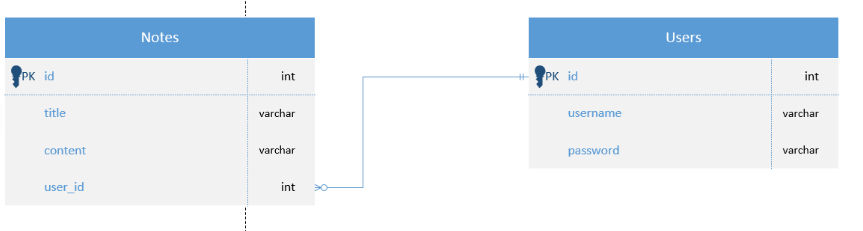 Notes
PK id int
title varchar
content varchar
user_id int
Users
PK id int
username varchar
password varchar